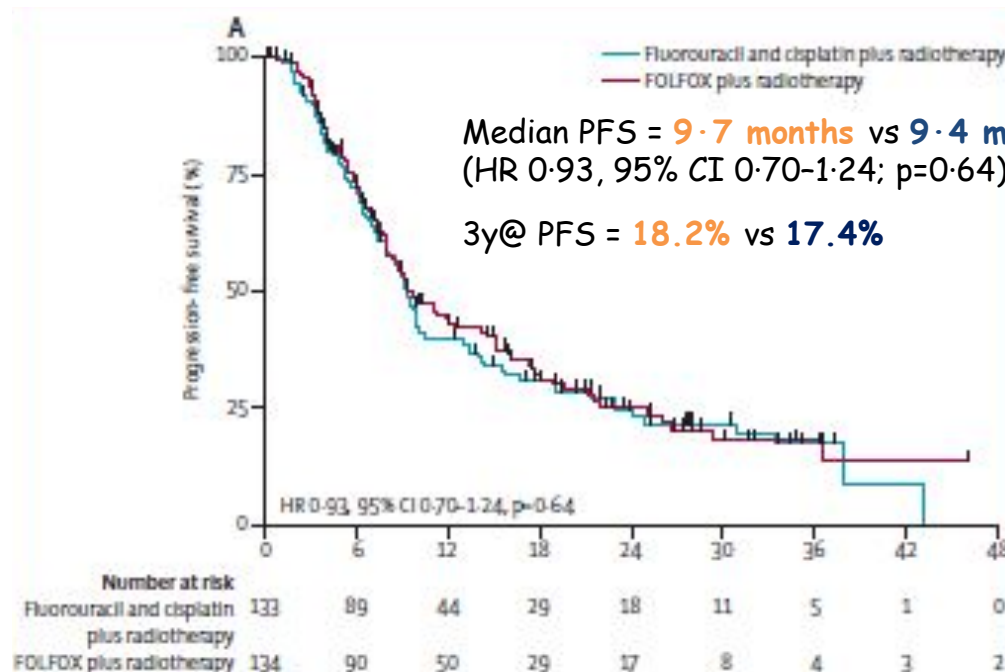 A
Fluorouracil and cisplatin plus radiotherapy
FOLFOX plus radiotherapy
Median PFS = 9·7 months vs 9·4 m
(HR 0·93, 95% CI 0·70–1·24; p=0·64)
3y@ PFS = 18.2% vs 17.4%
Progression-free survival (%)
100
75
50
25
0
HR 0·93, 95% CI 0·70–1·24, p=0·64
0 6 12 18 24 30 36 42 48
Number at risk
Fluorouracil and cisplatin 133 89 44 29 18 11 5 1 0
plus radiotherapy
FOLFOX plus radiotherapy 134 90 50 29 17 8 4 3